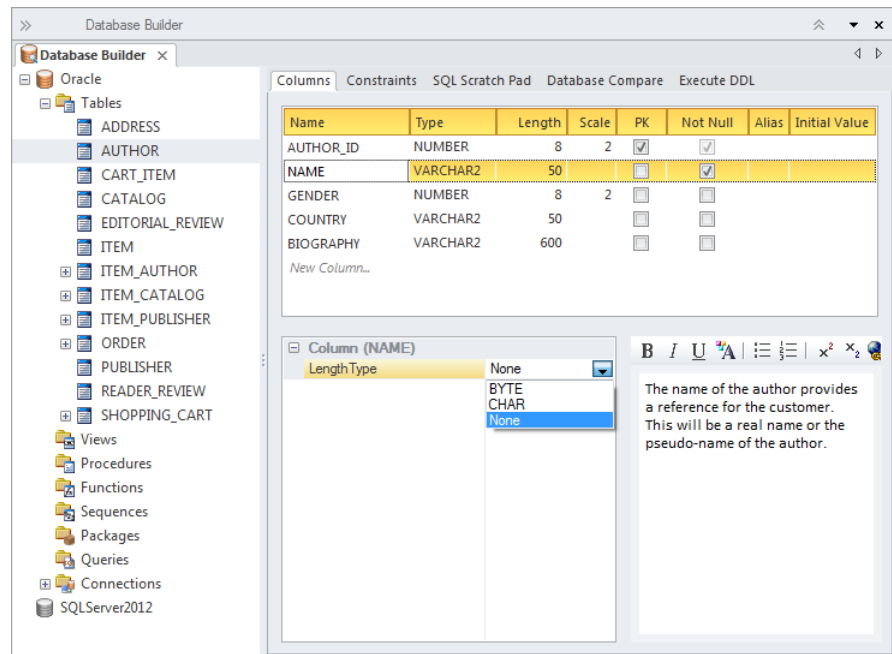 Database Builder
Database Builder
Oracle
Tables
ADDRESS
AUTHOR
CART_ITEM
CATALOG
EDITORIAL_REVIEW
ITEM
ITEM_AUTHOR
ITEM_CATALOG
ITEM_PUBLISHER
ORDER
PUBLISHER
READER_REVIEW
SHOPPING_CART
Views
Procedures
Functions
Sequences
Packages
Queries
Connections
SQLServer2012
Columns Constraints SQL Scratch Pad Database Compare Execute DDL
Name Type Length Scale PK Not Null Alias Initial Value
AUTHOR_ID NUMBER 8 2
NAME VARCHAR2 50
GENDER NUMBER 8 2
COUNTRY VARCHAR2 50
BIOGRAPHY VARCHAR2 600
New Column...
Column (NAME)
LengthType None
BYTE
CHAR
None
B I U A x² x₂
The name of the author provides
a reference for the customer.
This will be a real name or the
pseudo-name of the author.